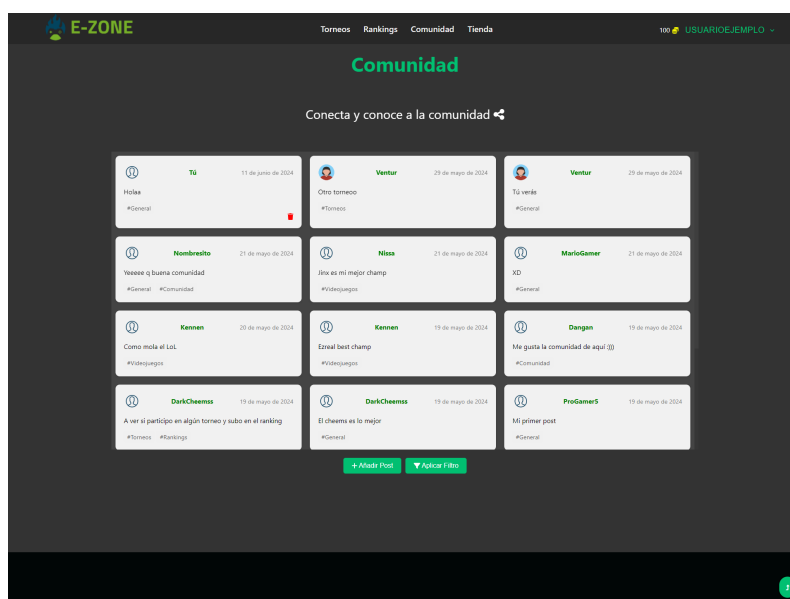 E-ZONE
Torneos Rankings Comunidad Tienda
100 USUARIOEJEMPLO
Comunidad
Conecta y conoce a la comunidad
Tú 11 de junio de 2024
Holaa
#General
Ventur 29 de mayo de 2024
Otro torneoo
#Torneos
Ventur 29 de mayo de 2024
Tú verás
#General
Nombresito 21 de mayo de 2024
Yeeeee q buena comunidad
#General #Comunidad
Nissa 21 de mayo de 2024
Jinx es mi mejor champ
#Videojuegos
MarioGamer 21 de mayo de 2024
XD
#General
Kennen 20 de mayo de 2024
Como mola el LoL
#Videojuegos
Kennen 19 de mayo de 2024
Ezreal best champ
#Videojuegos
Dangan 19 de mayo de 2024
Me gusta la comunidad de aquí :)))
#Comunidad
DarkCheemss 19 de mayo de 2024
A ver si participo en algún torneo y subo en el ranking
#Torneos #Rankings
DarkCheemss 19 de mayo de 2024
El cheems es lo mejor
#General
ProGamer5 19 de mayo de 2024
Mi primer post
#General
+ Añadir Post
Aplicar Filtro